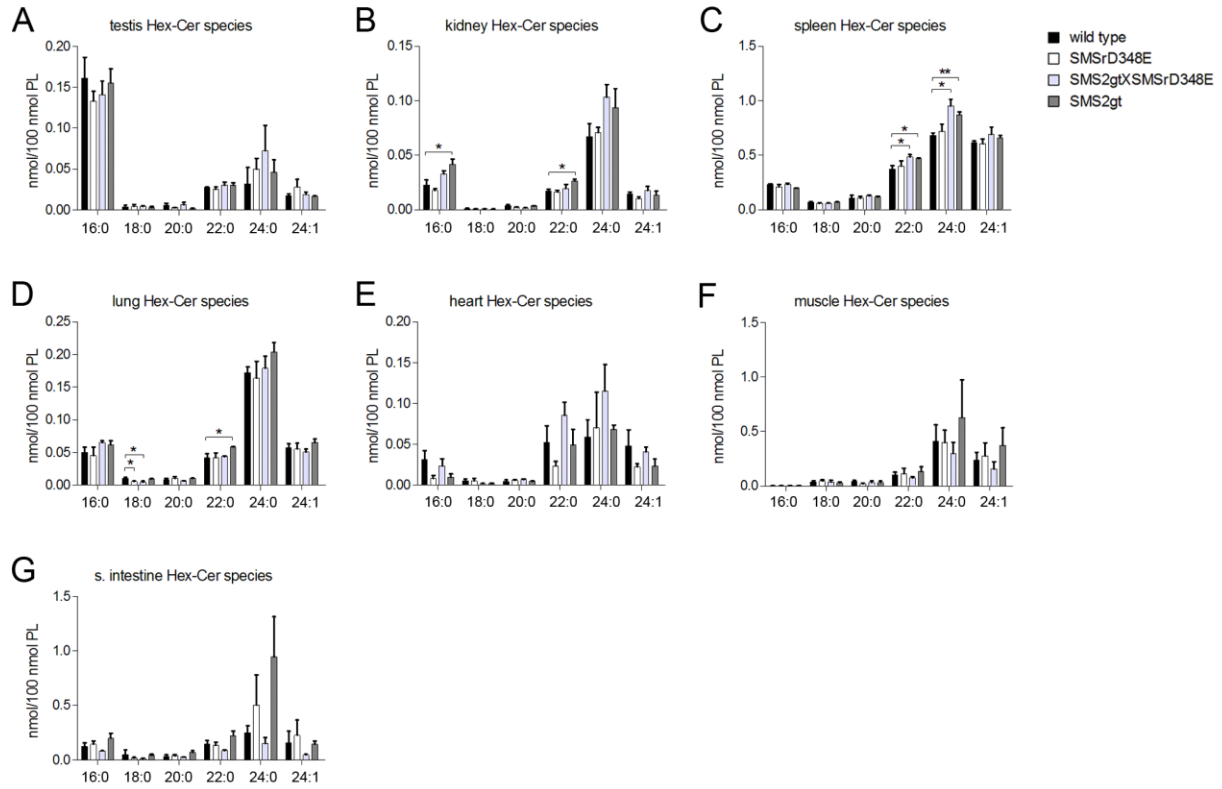 A
testis Hex-Cer species
nmol/100 nmol PL
0.20
0.15
0.10
0.05
0.00
16:0 18:0 20:0 22:0 24:0 24:1
B
kidney Hex-Cer species
nmol/100 nmol PL
0.15
0.10
0.05
0.00
*
*
16:0 18:0 20:0 22:0 24:0 24:1
C
spleen Hex-Cer species
nmol/100 nmol PL
1.5
1.0
0.5
0.0
*
*
**
*
16:0 18:0 20:0 22:0 24:0 24:1
wild type
SMSrD348E
SMS2gtXSMSrD348E
SMS2gt
D
lung Hex-Cer species
nmol/100 nmol PL
0.25
0.20
0.15
0.10
0.05
0.00
*
*
*
16:0 18:0 20:0 22:0 24:0 24:1
E
heart Hex-Cer species
nmol/100 nmol PL
0.20
0.15
0.10
0.05
0.00
16:0 18:0 20:0 22:0 24:0 24:1
F
muscle Hex-Cer species
nmol/100 nmol PL
1.5
1.0
0.5
0.0
16:0 18:0 20:0 22:0 24:0 24:1
G
s. intestine Hex-Cer species
nmol/100 nmol PL
1.5
1.0
0.5
0.0
16:0 18:0 20:0 22:0 24:0 24:1